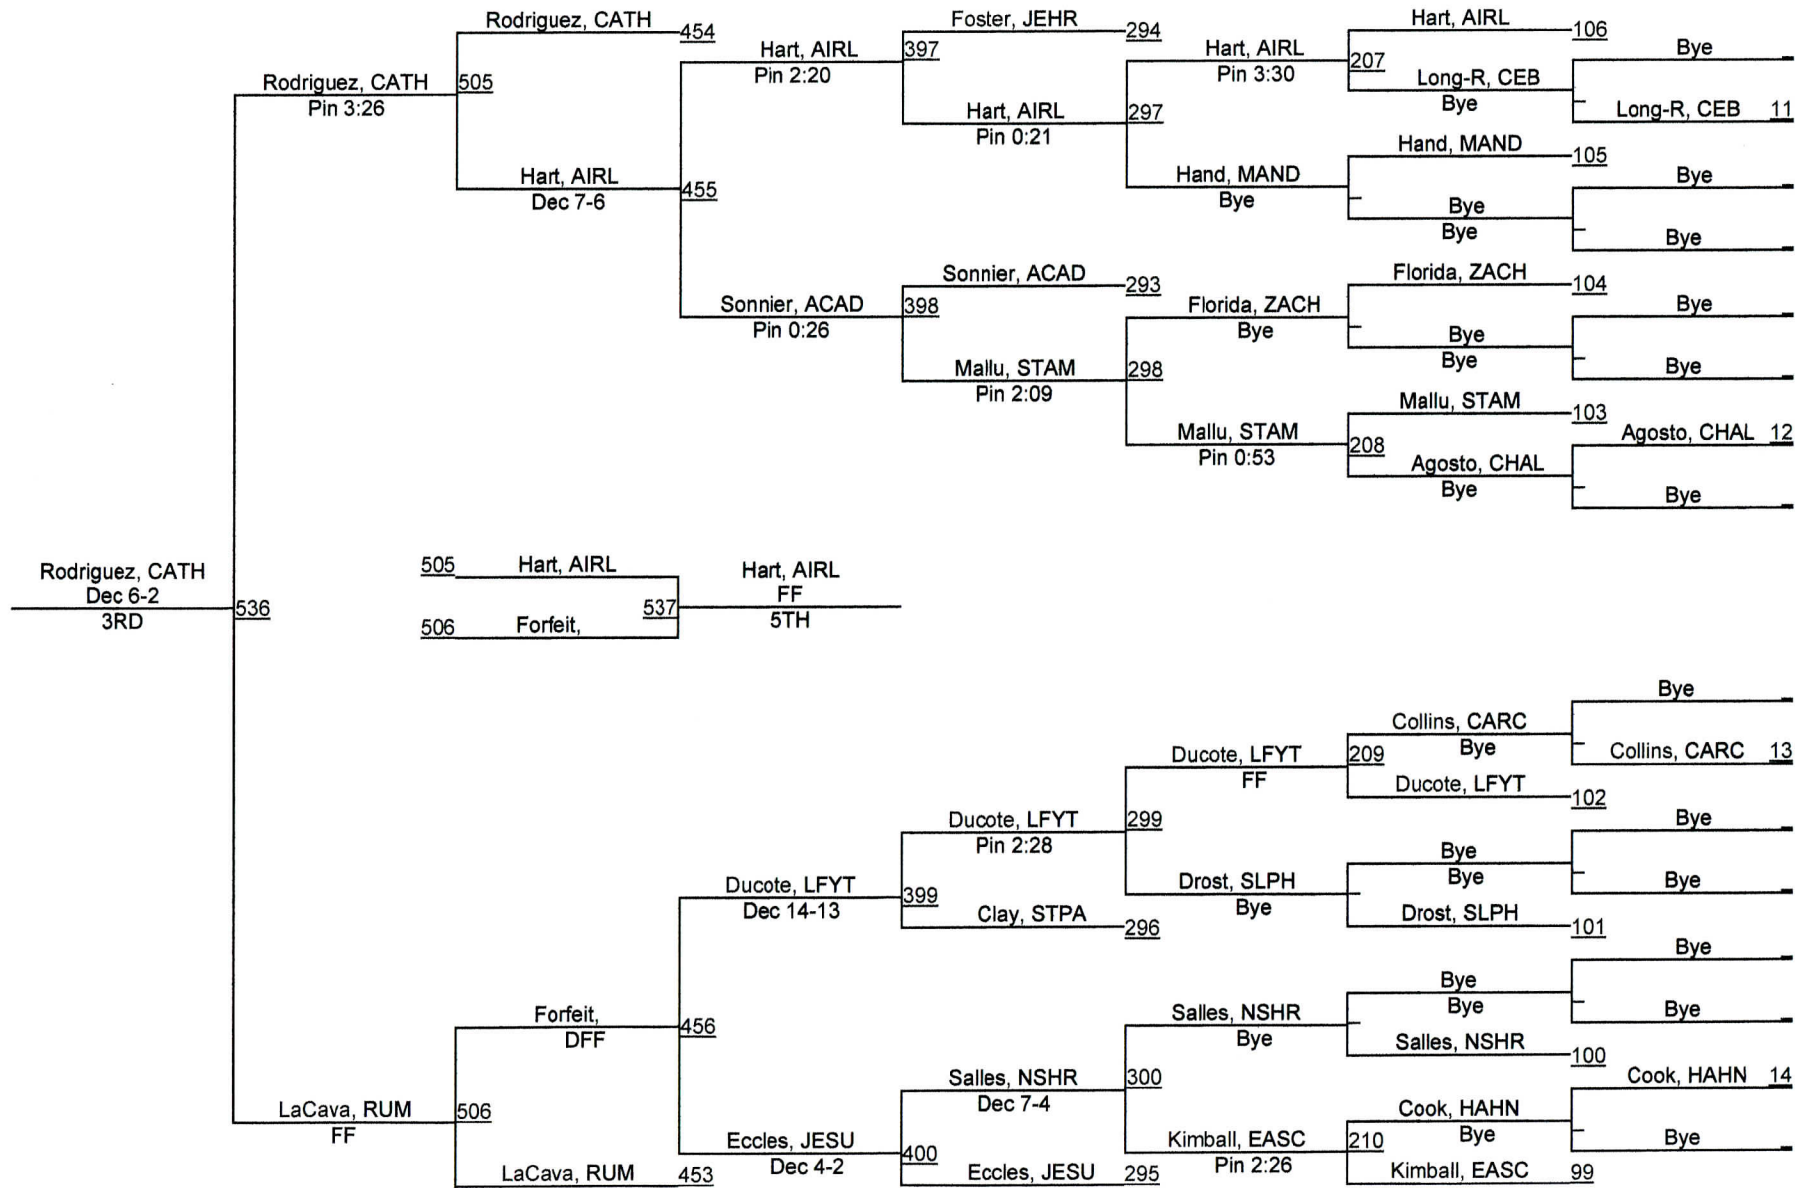 Rodriguez, CATH 454
Foster, JEHR 294
Hart, AIRL 106
Hart, AIRL 397
Pin 2:20
Hart, AIRL 207
Pin 3:30
Bye
Rodriguez, CATH 505
Pin 3:26
Long-R, CEB
Bye
Hart, AIRL 297
Pin 0:21
Long-R, CEB 11
Hand, MAND 105
Hart, AIRL 455
Dec 7-6
Hand, MAND
Bye
Bye
Bye
Bye
Bye
Sonnier, ACAD 293
Florida, ZACH 104
Sonnier, ACAD 398
Pin 0:26
Florida, ZACH
Bye
Bye
Bye
Bye
Bye
Mallu, STAM 298
Pin 2:09
Mallu, STAM 103
Mallu, STAM 208
Pin 0:53
Agosto, CHAL 12
Agosto, CHAL
Bye
Bye
Rodriguez, CATH
Dec 6-2
3RD
536
505 Hart, AIRL
537
506 Forfeit,
Hart, AIRL
FF
5TH
Bye
Collins, CARC
Bye
Collins, CARC 13
Ducote, LFYT 209
FF
Ducote, LFYT 102
Ducote, LFYT 299
Pin 2:28
Bye
Bye
Bye
Bye
Ducote, LFYT 399
Dec 14-13
Drost, SLPH
Bye
Clay, STPA 296
Drost, SLPH 101
Bye
Bye
Bye
Bye
Forfeit, 456
DFF
Salles, NSHR
Bye
Salles, NSHR 100
Salles, NSHR 300
Dec 7-4
Cook, HAHN 14
LaCava, RUM 506
FF
Cook, HAHN
Bye
Bye
Eccles, JESU 400
Dec 4-2
Kimball, EASC 210
Pin 2:26
LaCava, RUM 453
Eccles, JESU 295
Kimball, EASC 99